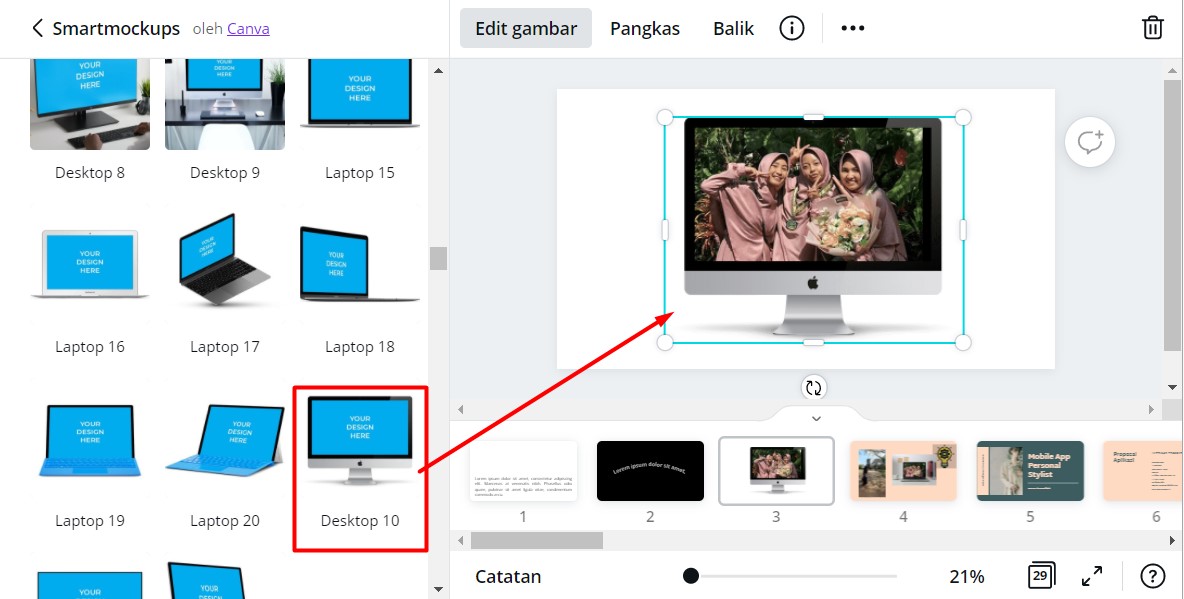 Smartmockups oleh Canva
YOUR
DESIGN
HERE
YOUR
DESIGN
HERE
YOUR
DESIGN
HERE
Desktop 8
Desktop 9
Laptop 15
YOUR
DESIGN
HERE
YOUR
DESIGN
HERE
YOUR
DESIGN
HERE
Laptop 16
Laptop 17
Laptop 18
YOUR
DESIGN
HERE
YOUR
DESIGN
HERE
YOUR
DESIGN
HERE
Laptop 19
Laptop 20
Desktop 10
Edit gambar
Pangkas
Balik
Lorem ipsum dolor sit amet,
Mobile App
Personal
Stylist
Proposal
Aplikasi
1
2
3
4
5
6
Catatan
21%
29
?